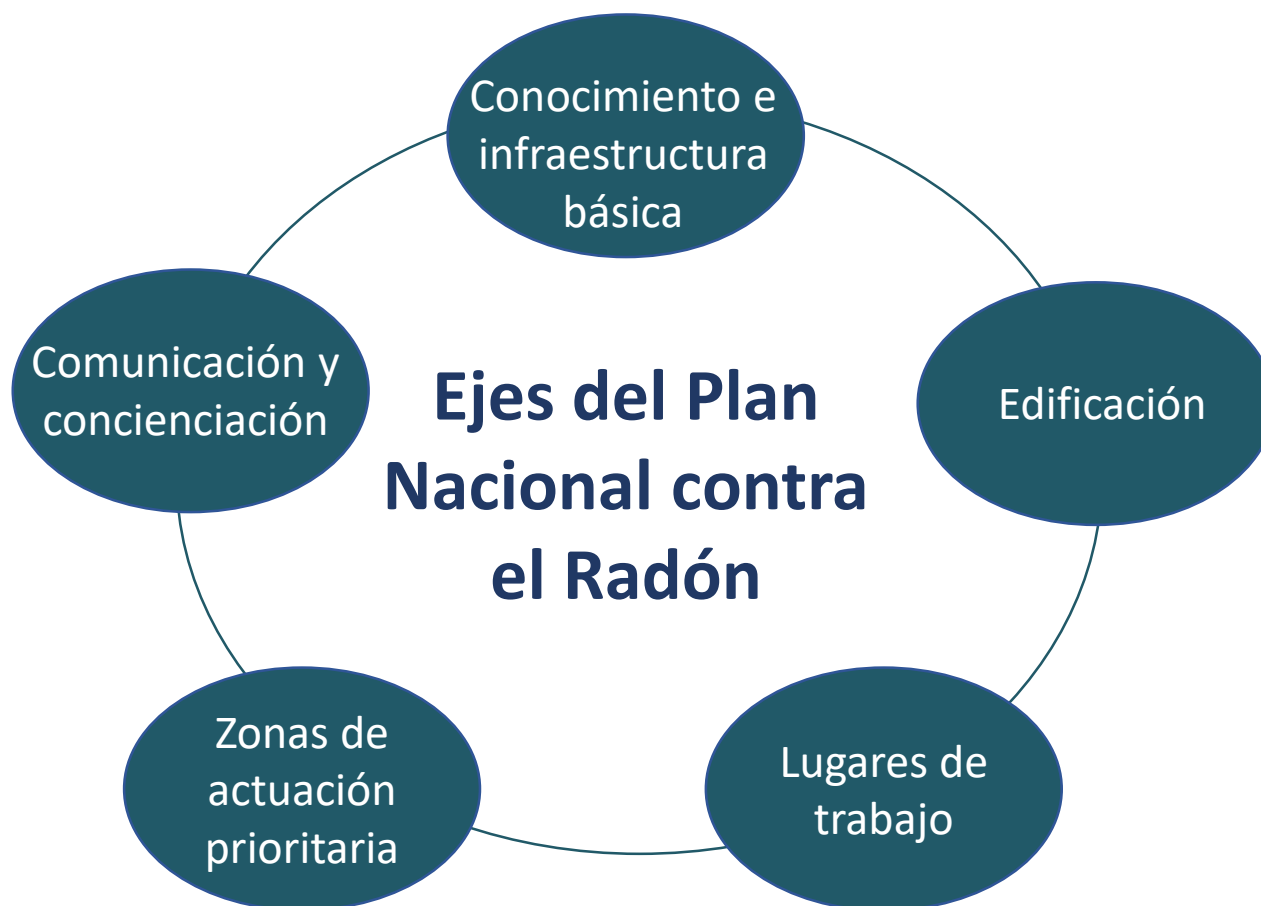 Conocimiento e
infraestructura
básica
Comunicación y
concienciación
Ejes del Plan
Nacional contra
el Radón
Edificación
Zonas de
actuación
prioritaria
Lugares de
trabajo